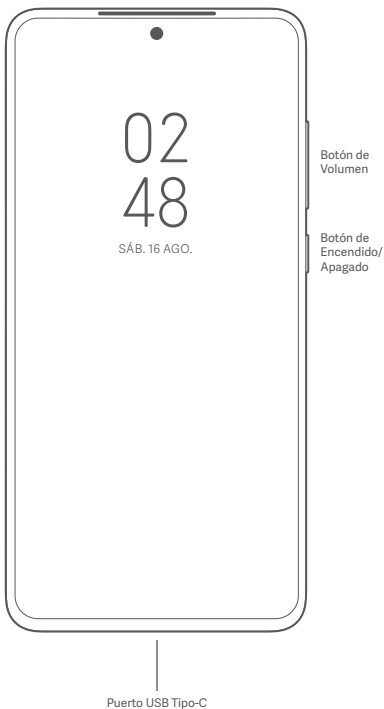 02
48
SÁB. 16 AGO.
Botón de
Volumen
Botón de
Encendido/
Apagado
Puerto USB Tipo-C